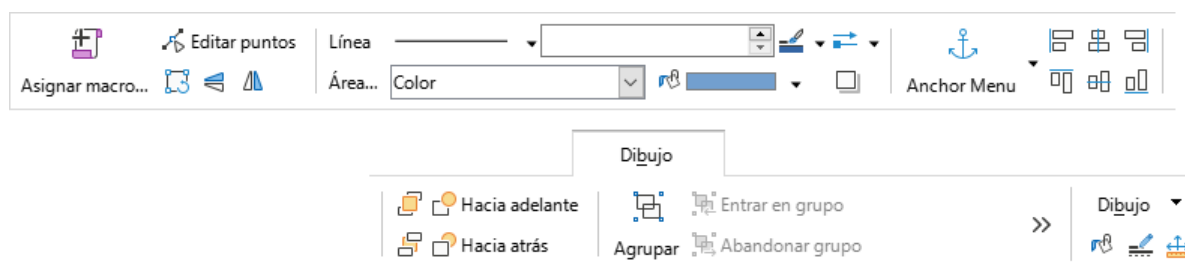 Editar puntos
Línea
Asignar macro...
Área...
Color
Anchor Menu
Dibujo
Hacia adelante
Entrar en grupo
Dibujo
Hacia atrás
Agrupar
Abandonar grupo